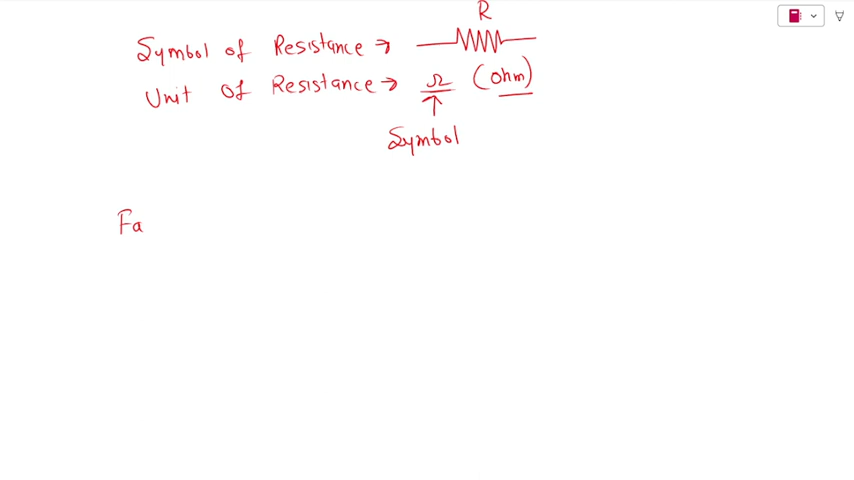 R
Symbol of Resistance →
Unit of Resistance → Ω (ohm)
Symbol
Fa